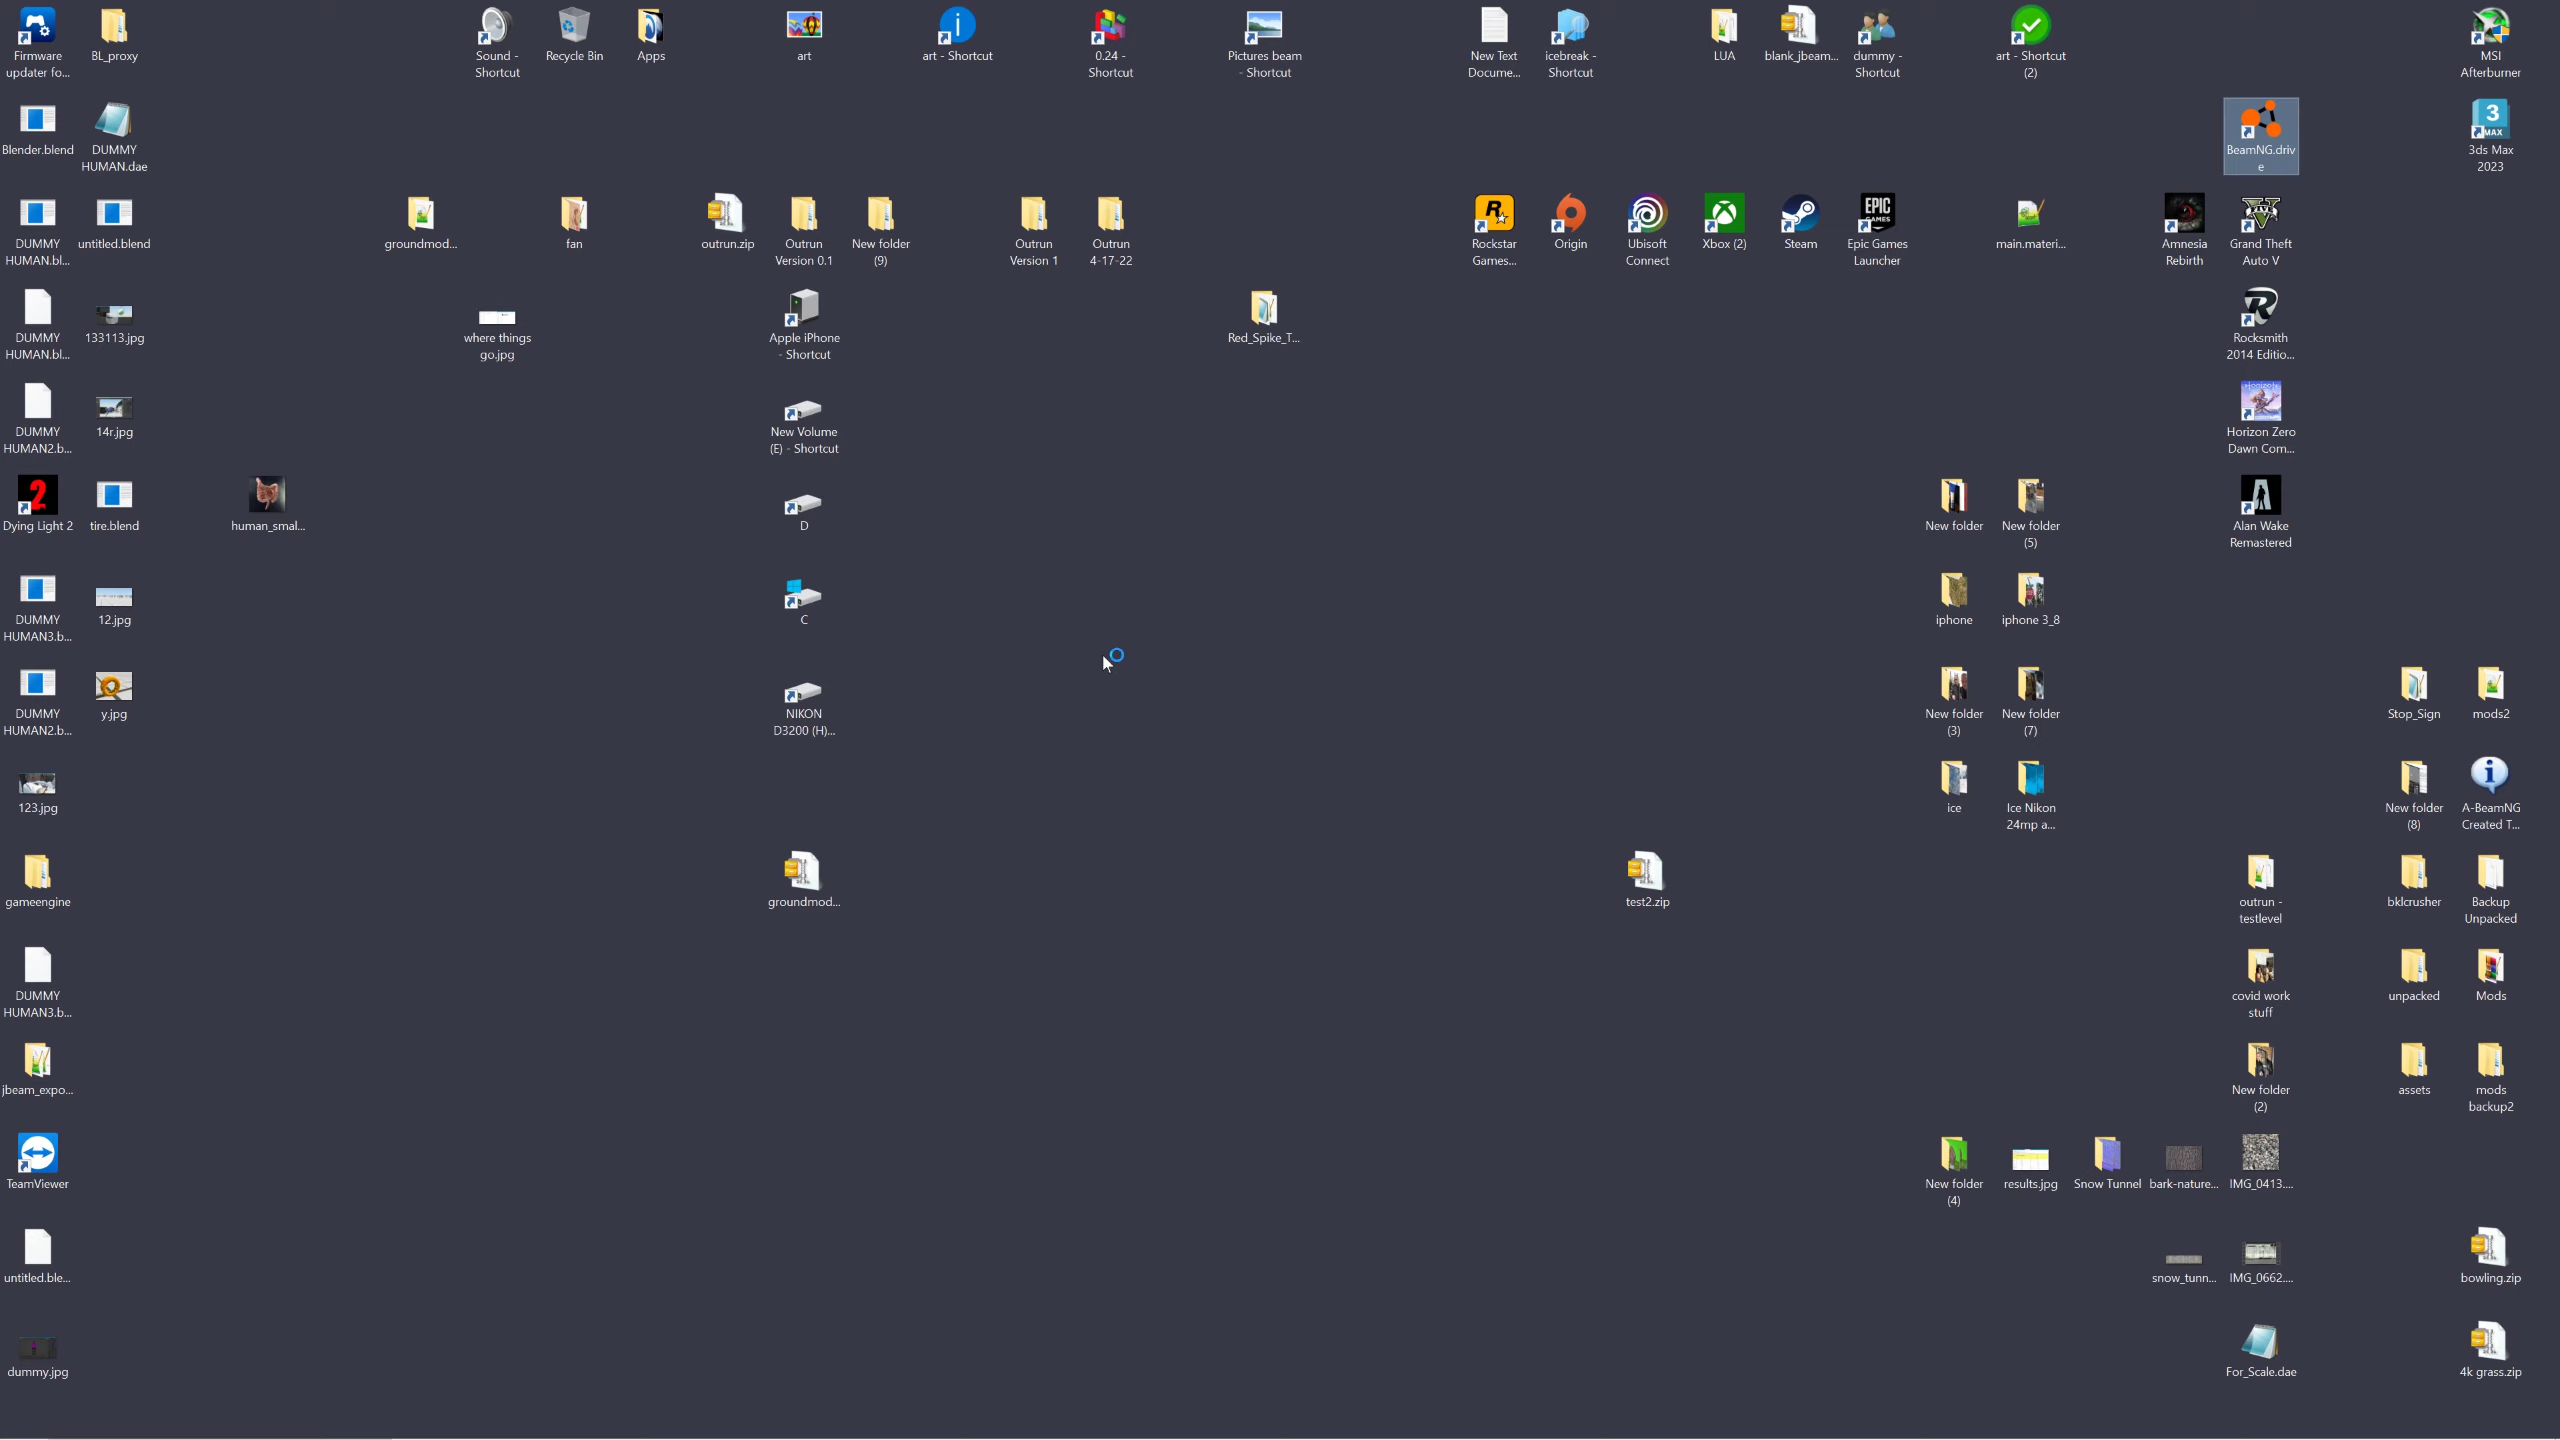 Firmware
updater fo...
BL_proxy
Sound -
Shortcut
Recycle Bin
Apps
art
art - Shortcut
0.24 -
Shortcut
Pictures beam
- Shortcut
New Text
Docume...
icebreak -
Shortcut
LUA
blank_jbeam...
dummy -
Shortcut
art - Shortcut
(2)
MSI
Afterburner
Blender.blend
DUMMY
HUMAN.dae
BeamNG.driv
e
3
MAX
3ds Max
2023
DUMMY
HUMAN.bl...
untitled.blend
groundmod...
fan
outrun.zip
Outrun
Version 0.1
New folder
(9)
Outrun
Version 1
Outrun
4-17-22
Rockstar
Games...
Origin
Ubisoft
Connect
Xbox (2)
Steam
EPIC
GAMES
Epic Games
Launcher
main.materi...
Amnesia
Rebirth
Grand Theft
Auto V
DUMMY
HUMAN.bl...
133113.jpg
where things
go.jpg
Apple iPhone
- Shortcut
Red_Spike_T...
Rocksmith
2014 Editio...
DUMMY
HUMAN2.b...
14r.jpg
New Volume
(E) - Shortcut
Horizon Zero
Dawn Com...
2
Dying Light 2
tire.blend
human_smal...
D
New folder
New folder
(5)
Alan Wake
Remastered
DUMMY
HUMAN3.b...
12.jpg
C
iphone
iphone 3_8
DUMMY
HUMAN2.b...
y.jpg
NIKON
D3200 (H)...
New folder
(3)
New folder
(7)
Stop_Sign
mods2
123.jpg
ice
Ice Nikon
24mp a...
New folder
(8)
A-BeamNG
Created T...
gameengine
groundmod...
test2.zip
outrun -
testlevel
bklcrusher
Backup
Unpacked
DUMMY
HUMAN3.b...
covid work
stuff
unpacked
Mods
jbeam_expo...
New folder
(2)
assets
mods
backup2
TeamViewer
New folder
(4)
results.jpg
Snow Tunnel
bark-nature...
IMG_0413....
untitled.ble...
snow_tunn...
IMG_0662....
bowling.zip
dummy.jpg
For_Scale.dae
4k grass.zip